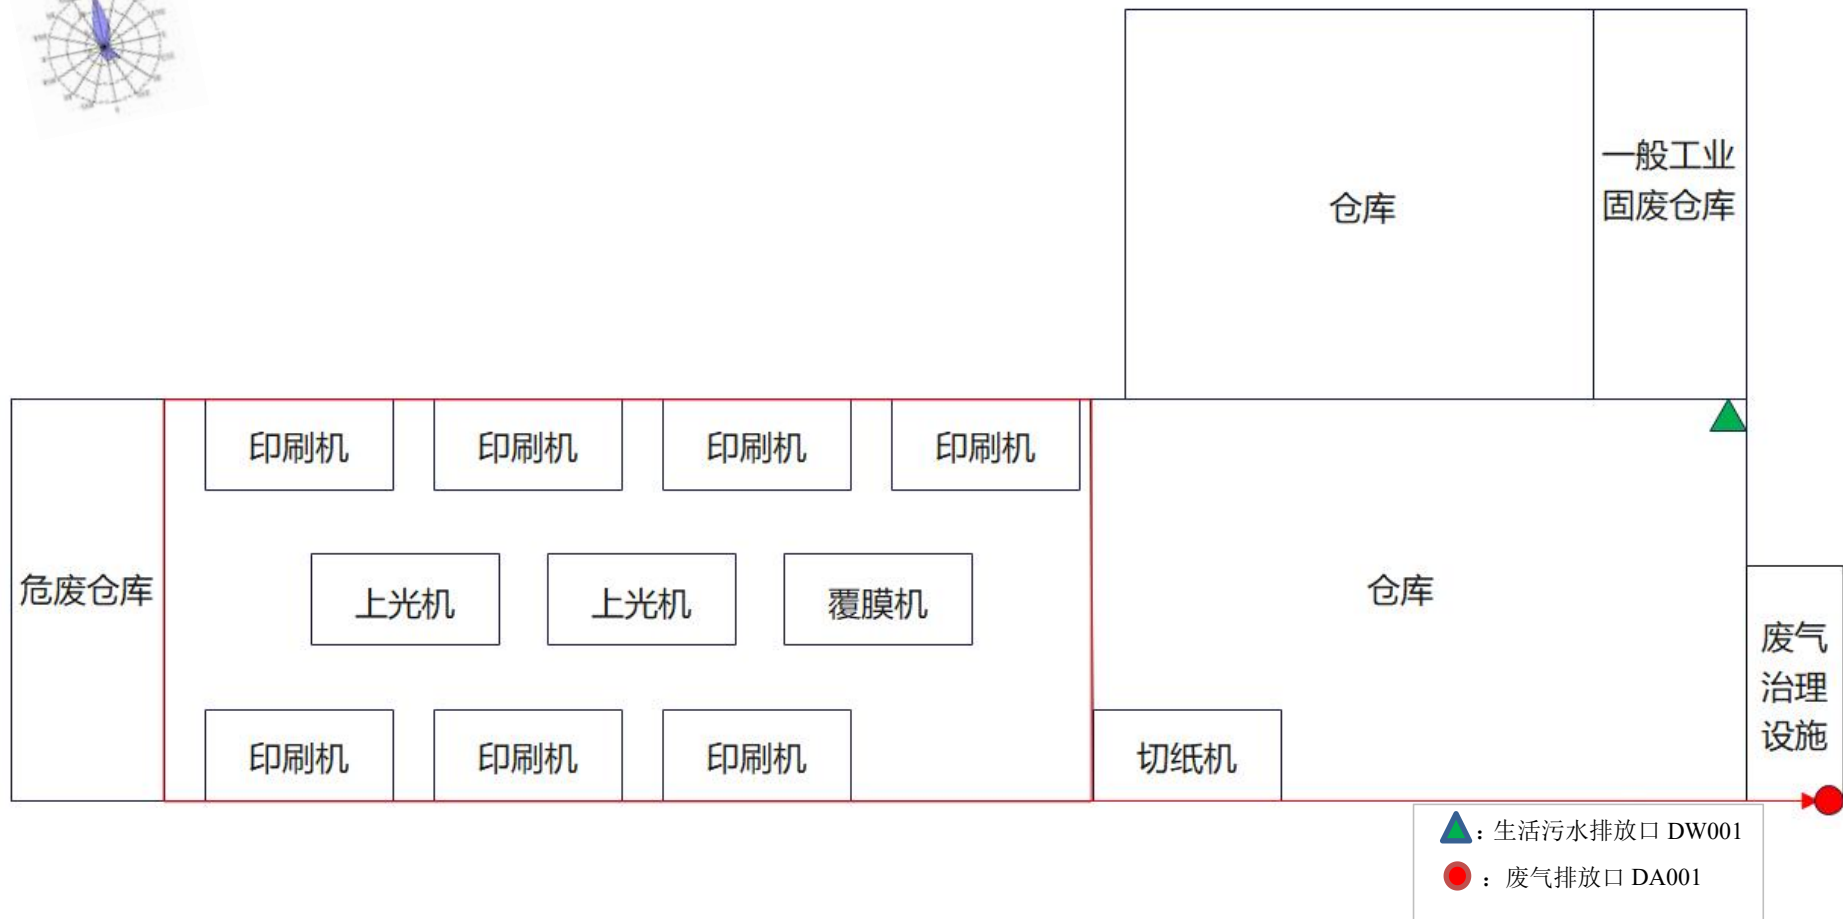 一般工业
固废仓库
仓库
印刷机 印刷机 印刷机 印刷机
危废仓库
上光机 上光机 覆膜机
仓库
废气
治理
设施
印刷机 印刷机 印刷机
切纸机
：生活污水排放口 DW001
：废气排放口 DA001